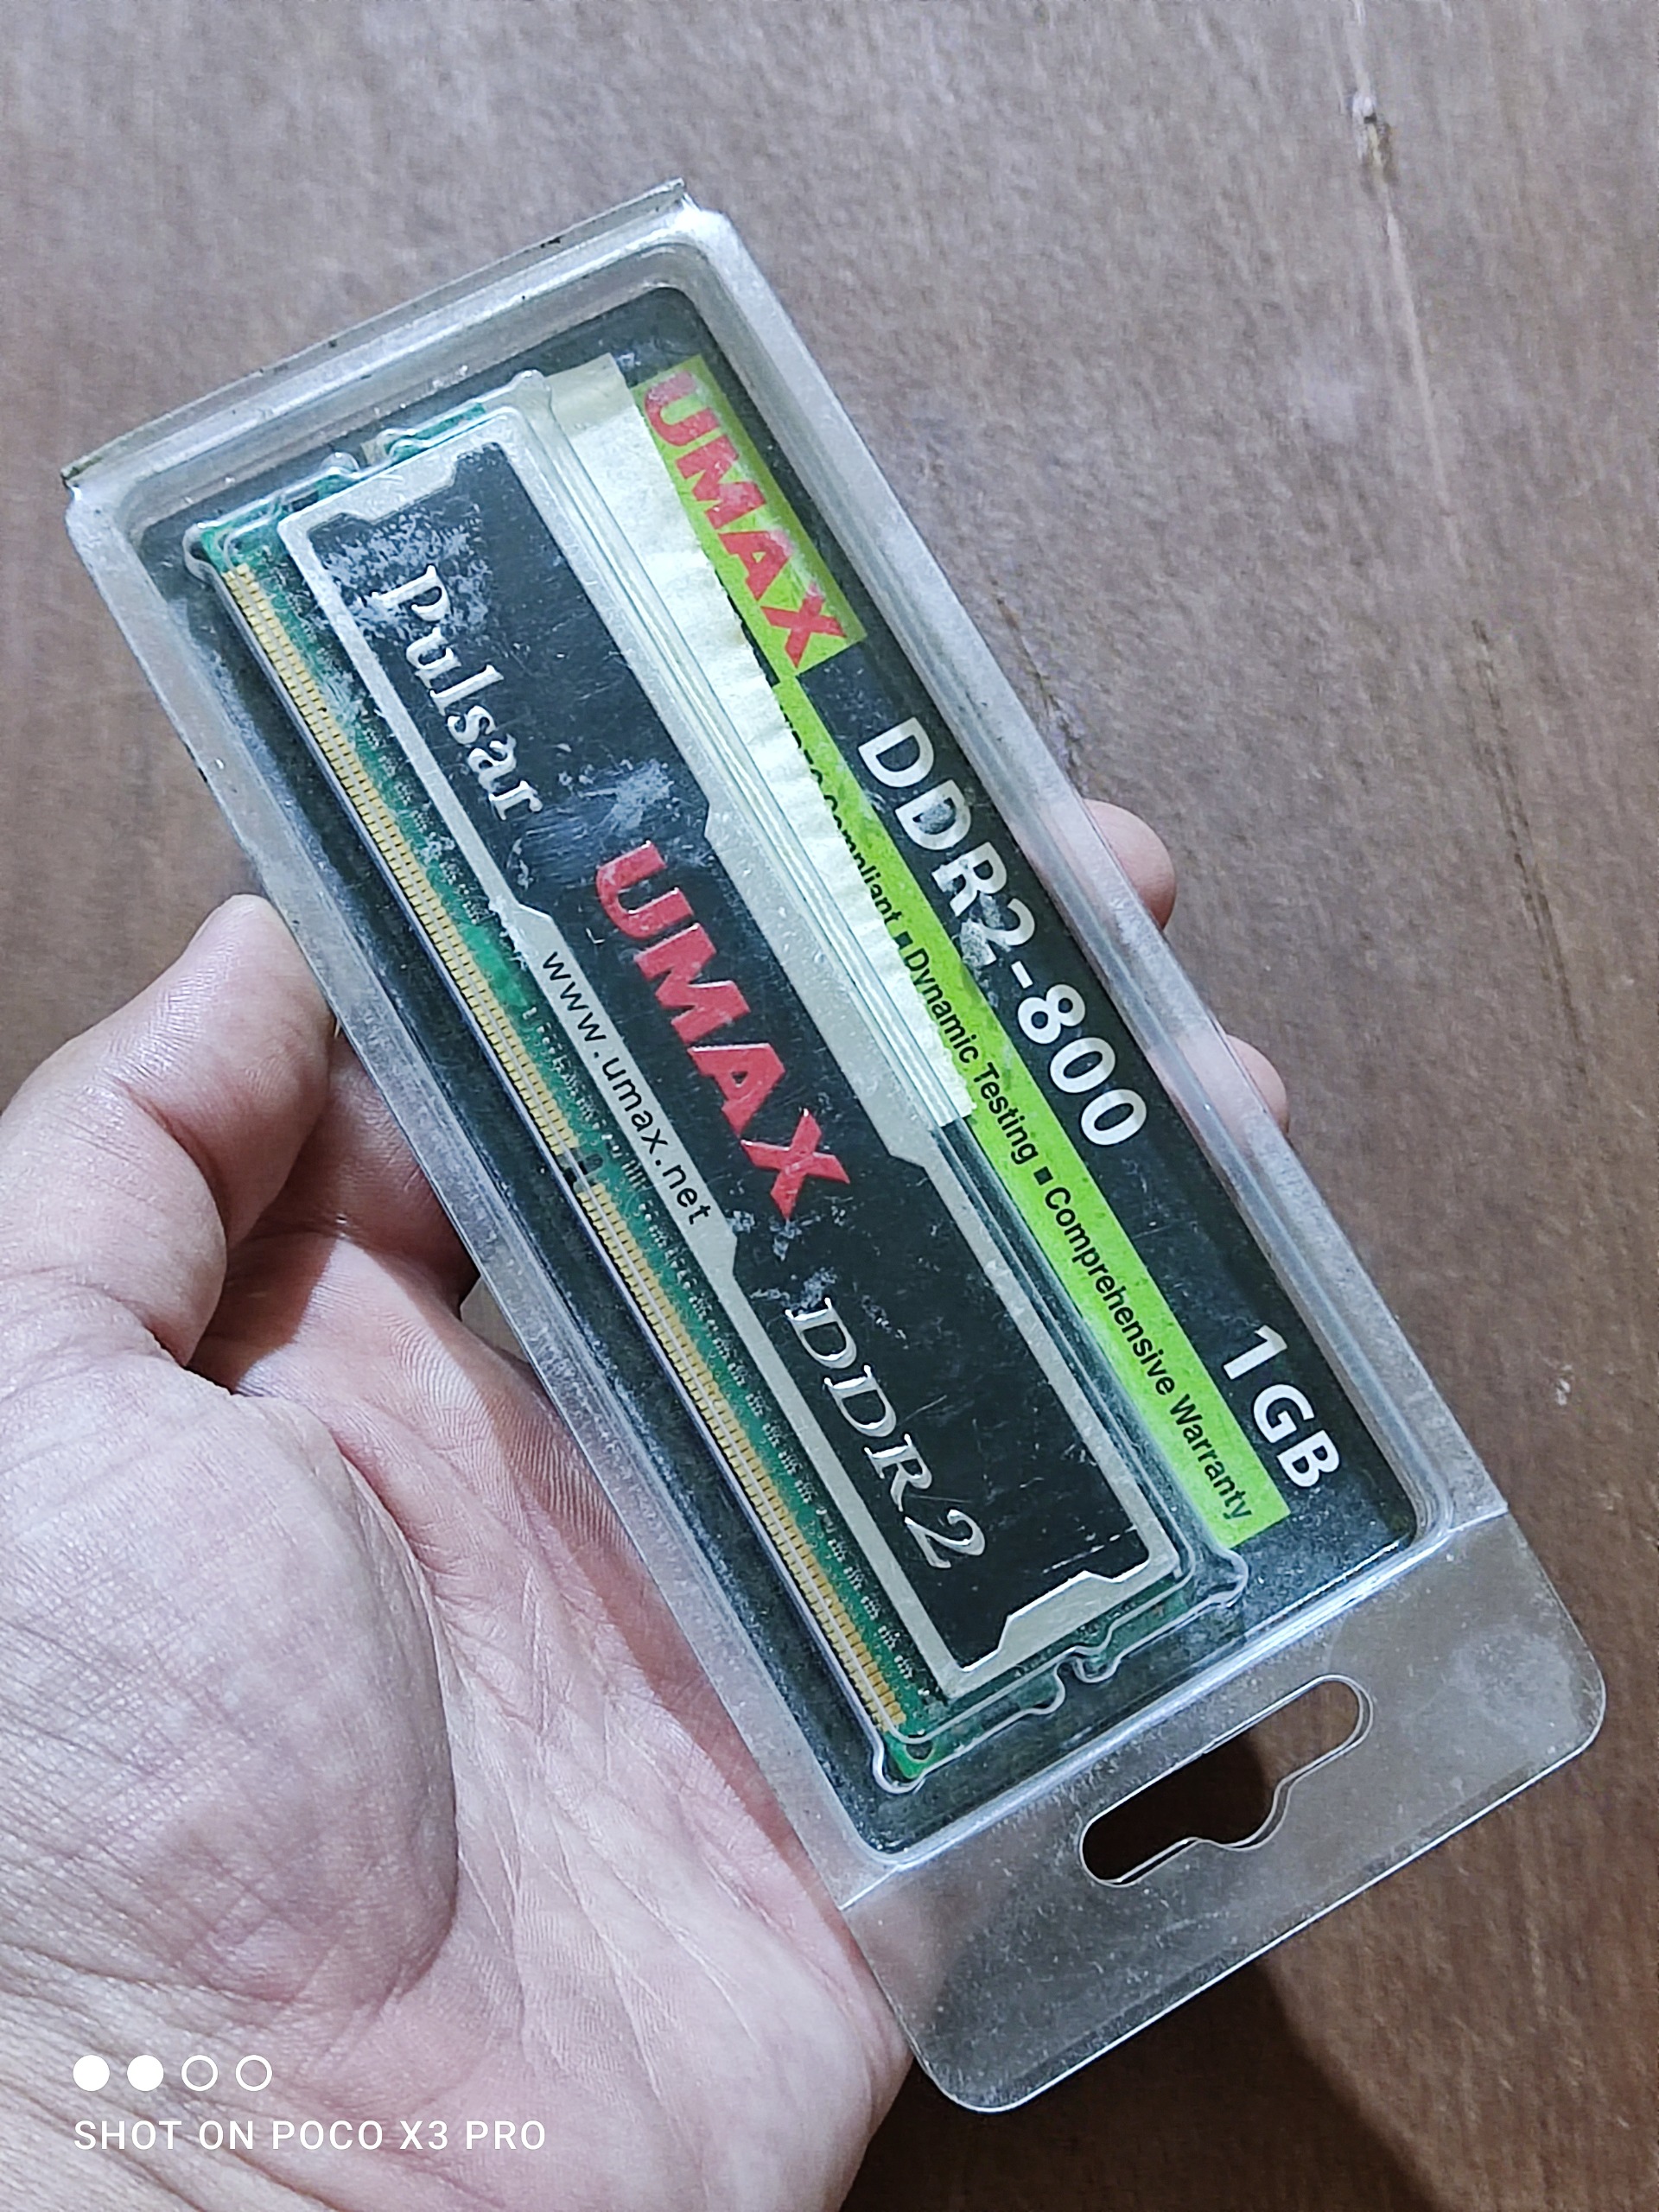 UMAX
DDR2-800
1GB
Compliant ▪ Dynamic Testing ▪ Comprehensive Warranty
Pulsar
UMAX
DDR2
www.umax.net
SHOT ON POCO X3 PRO